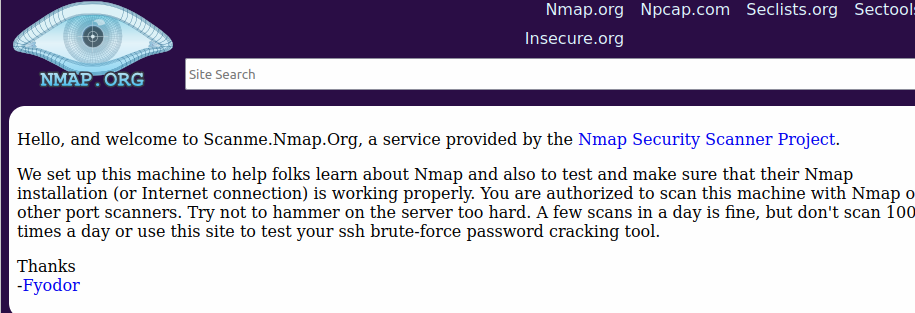 Nmap.org Npcap.com Seclists.org Sectools
Insecure.org
NMAP.ORG
Site Search
Hello, and welcome to Scanme.Nmap.Org, a service provided by the Nmap Security Scanner Project.
We set up this machine to help folks learn about Nmap and also to test and make sure that their Nmap
installation (or Internet connection) is working properly. You are authorized to scan this machine with Nmap o
other port scanners. Try not to hammer on the server too hard. A few scans in a day is fine, but don't scan 100
times a day or use this site to test your ssh brute-force password cracking tool.
Thanks
-Fyodor